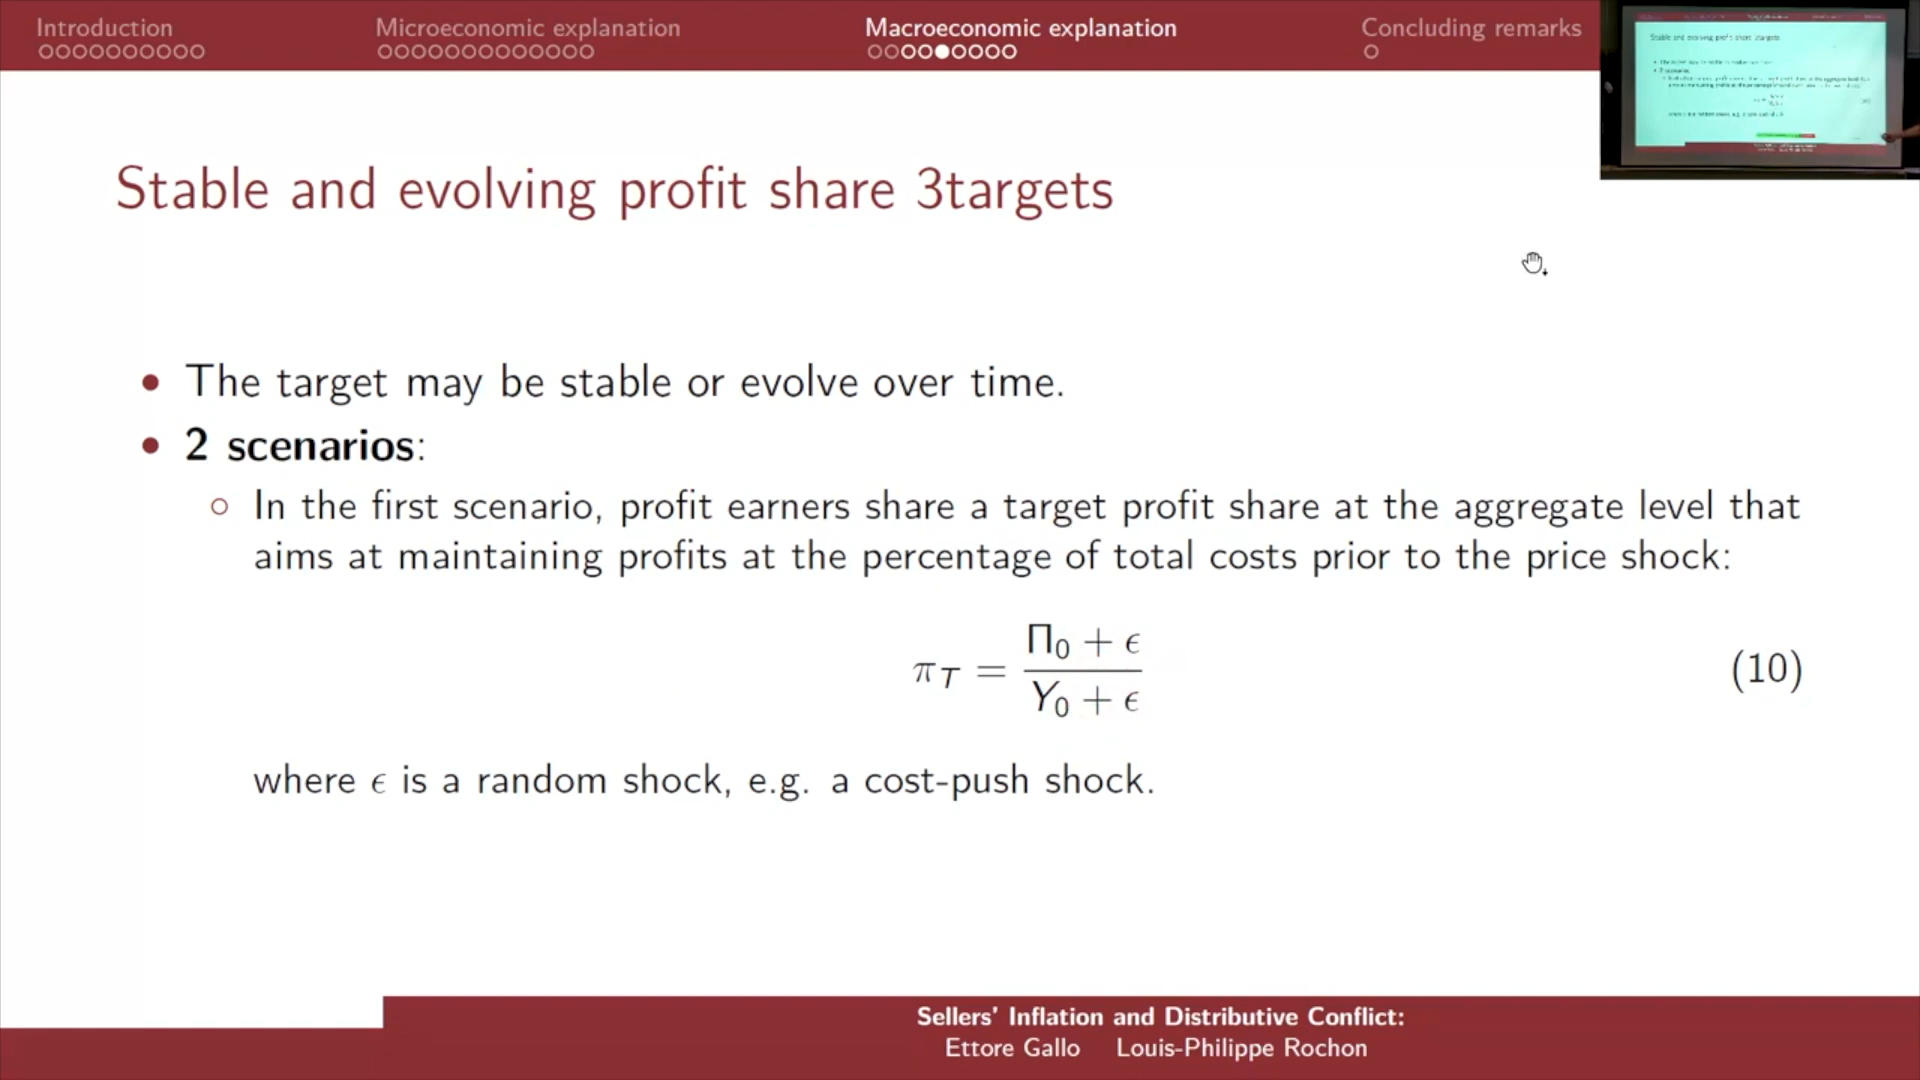 Introduction
Microeconomic explanation
Macroeconomic explanation
Concluding remarks
Stable and evolving profit share 3targets
• The target may be stable or evolve over time.
• 2 scenarios:
○ In the first scenario, profit earners share a target profit share at the aggregate level that
aims at maintaining profits at the percentage of total costs prior to the price shock:
π_T = (Π₀ + ϵ) / (Y₀ + ϵ) (10)
where ϵ is a random shock, e.g. a cost-push shock.
Sellers' Inflation and Distributive Conflict:
Ettore Gallo Louis-Philippe Rochon